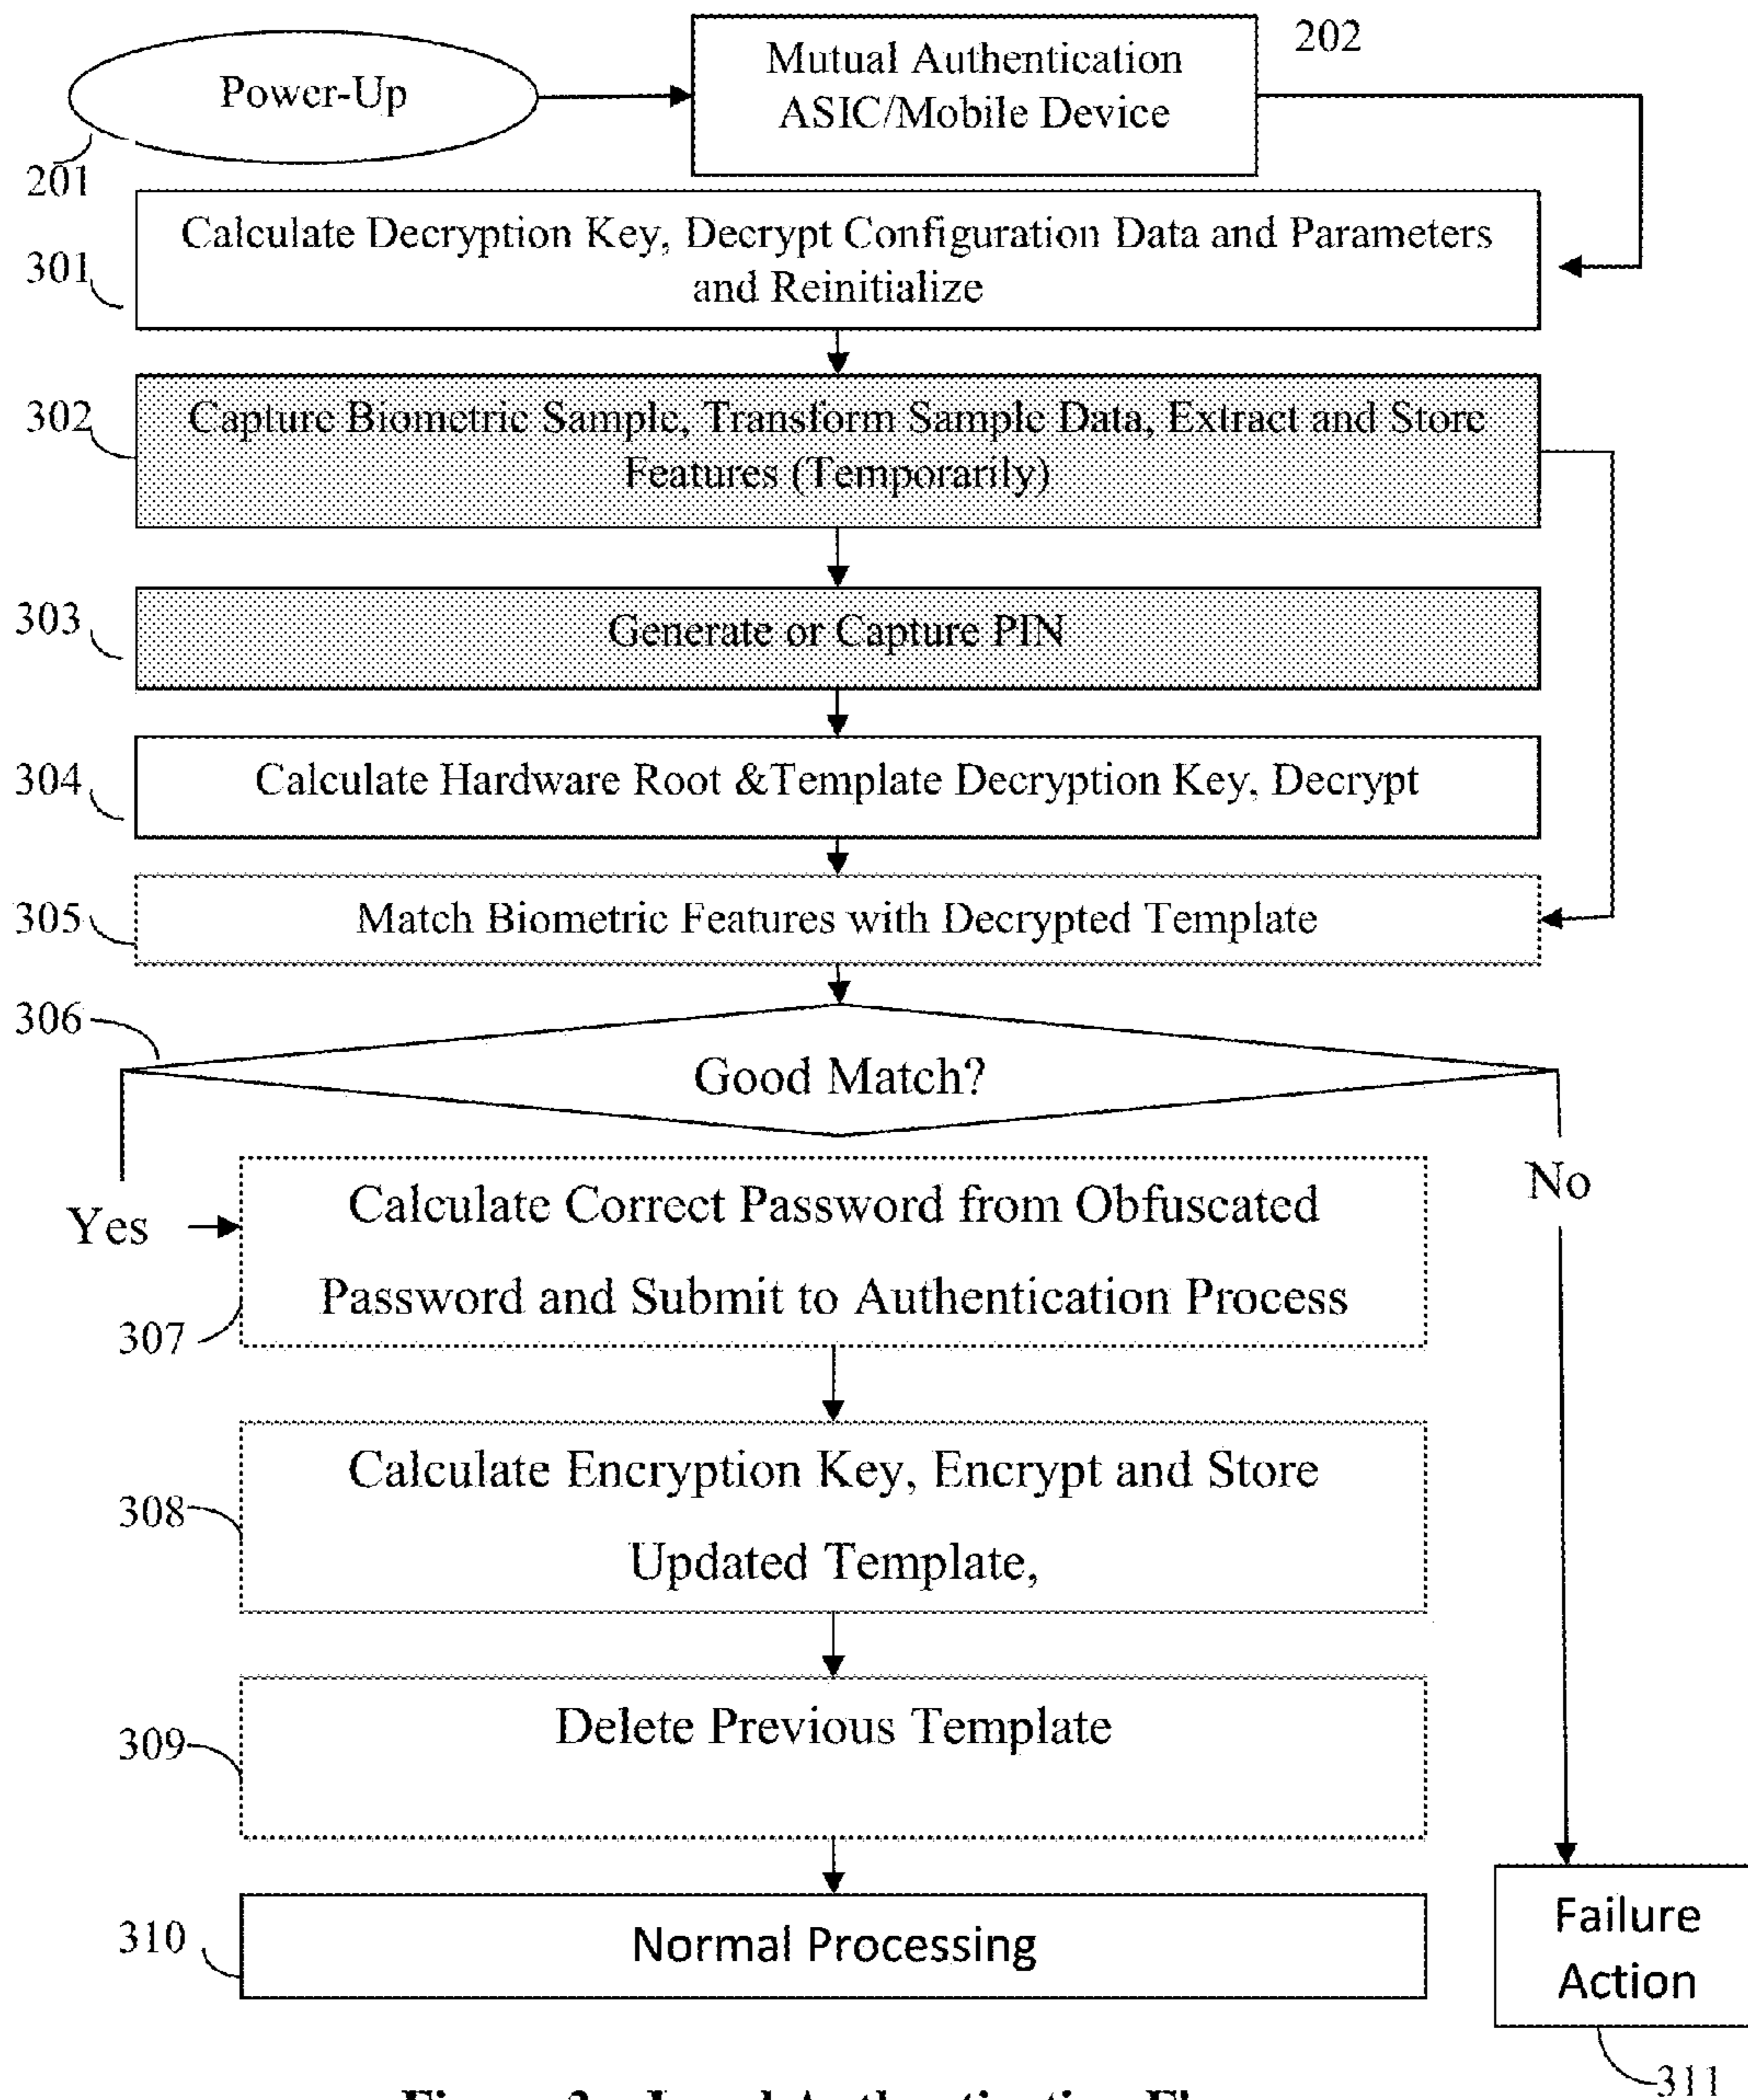 Power-Up
201
Mutual Authentication
ASIC/Mobile Device
202
Calculate Decryption Key, Decrypt Configuration Data and Parameters
and Reinitialize
301
Capture Biometric Sample, Transform Sample Data, Extract and Store
Features (Temporarily)
302
Generate or Capture PIN
303
Calculate Hardware Root &Template Decryption Key, Decrypt
304
Match Biometric Features with Decrypted Template
305
306
Good Match?
Yes
No
Calculate Correct Password from Obfuscated
Password and Submit to Authentication Process
307
Calculate Encryption Key, Encrypt and Store
Updated Template,
308
Delete Previous Template
309
Normal Processing
310
Failure
Action
311